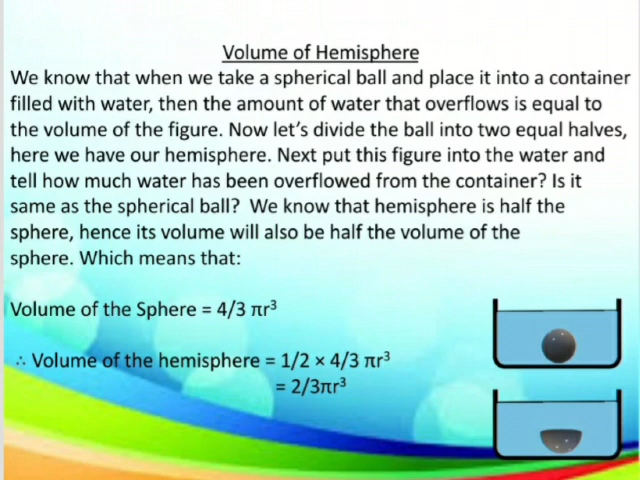 Volume of Hemisphere
We know that when we take a spherical ball and place it into a container
filled with water, then the amount of water that overflows is equal to
the volume of the figure. Now let’s divide the ball into two equal halves,
here we have our hemisphere. Next put this figure into the water and
tell how much water has been overflowed from the container? Is it
same as the spherical ball?  We know that hemisphere is half the
sphere, hence its volume will also be half the volume of the
sphere. Which means that:
Volume of the Sphere = 4/3 πr³
∴ Volume of the hemisphere = 1/2 × 4/3 πr³
= 2/3πr³